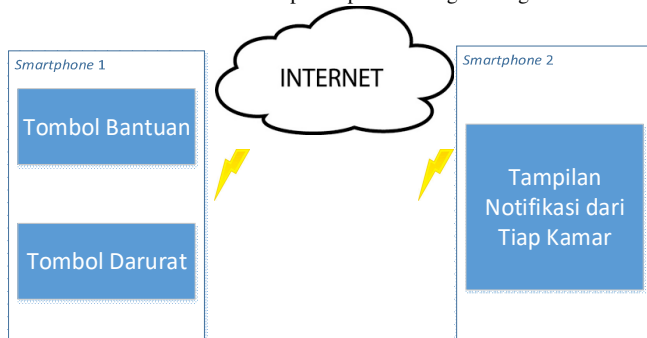 Smartphone 1
Tombol Bantuan
Tombol Darurat
INTERNET
Smartphone 2
Tampilan
Notifikasi dari
Tiap Kamar